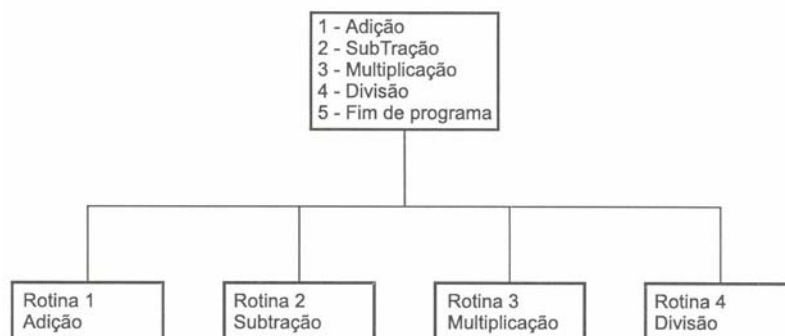 1 - Adição
2 - SubTração
3 - Multiplicação
4 - Divisão
5 - Fim de programa
Rotina 1
Adição
Rotina 2
Subtração
Rotina 3
Multiplicação
Rotina 4
Divisão